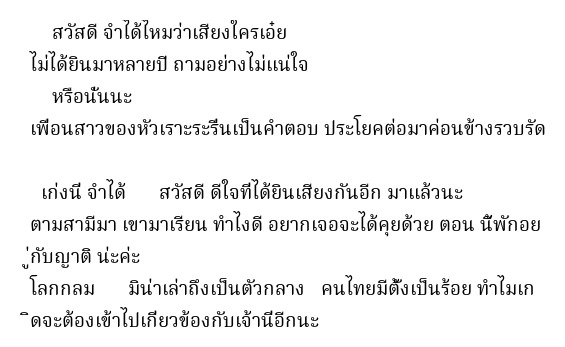 สวัสดี จำได้ไหมว่าเสียงใครเอ๋ย
ไม่ได้ยินมาหลายปี ถามอย่างไม่แน่ใจ
หรือนั่นนะ
เพื่อนสาวของหัวเราะระรื่นเป็นคำตอบ ประโยคต่อมาค่อนข้างรวบรัด
เก่งนี่ จำได้ สวัสดี ดีใจที่ได้ยินเสียงกันอีก มาแล้วนะ
ตามสามีมา เขามาเรียน ทำไงดี อยากเจอจะได้คุยด้วย ตอน นี้พักอย
ู่กับญาติ น่ะค่ะ
โลกกลม มิน่าเล่าถึงเป็นตัวกลาง คนไทยมีตั้งเป็นร้อย ทำไมเก
ิดจะต้องเข้าไปเกี่ยวข้องกับเจ้านี่อีกนะ